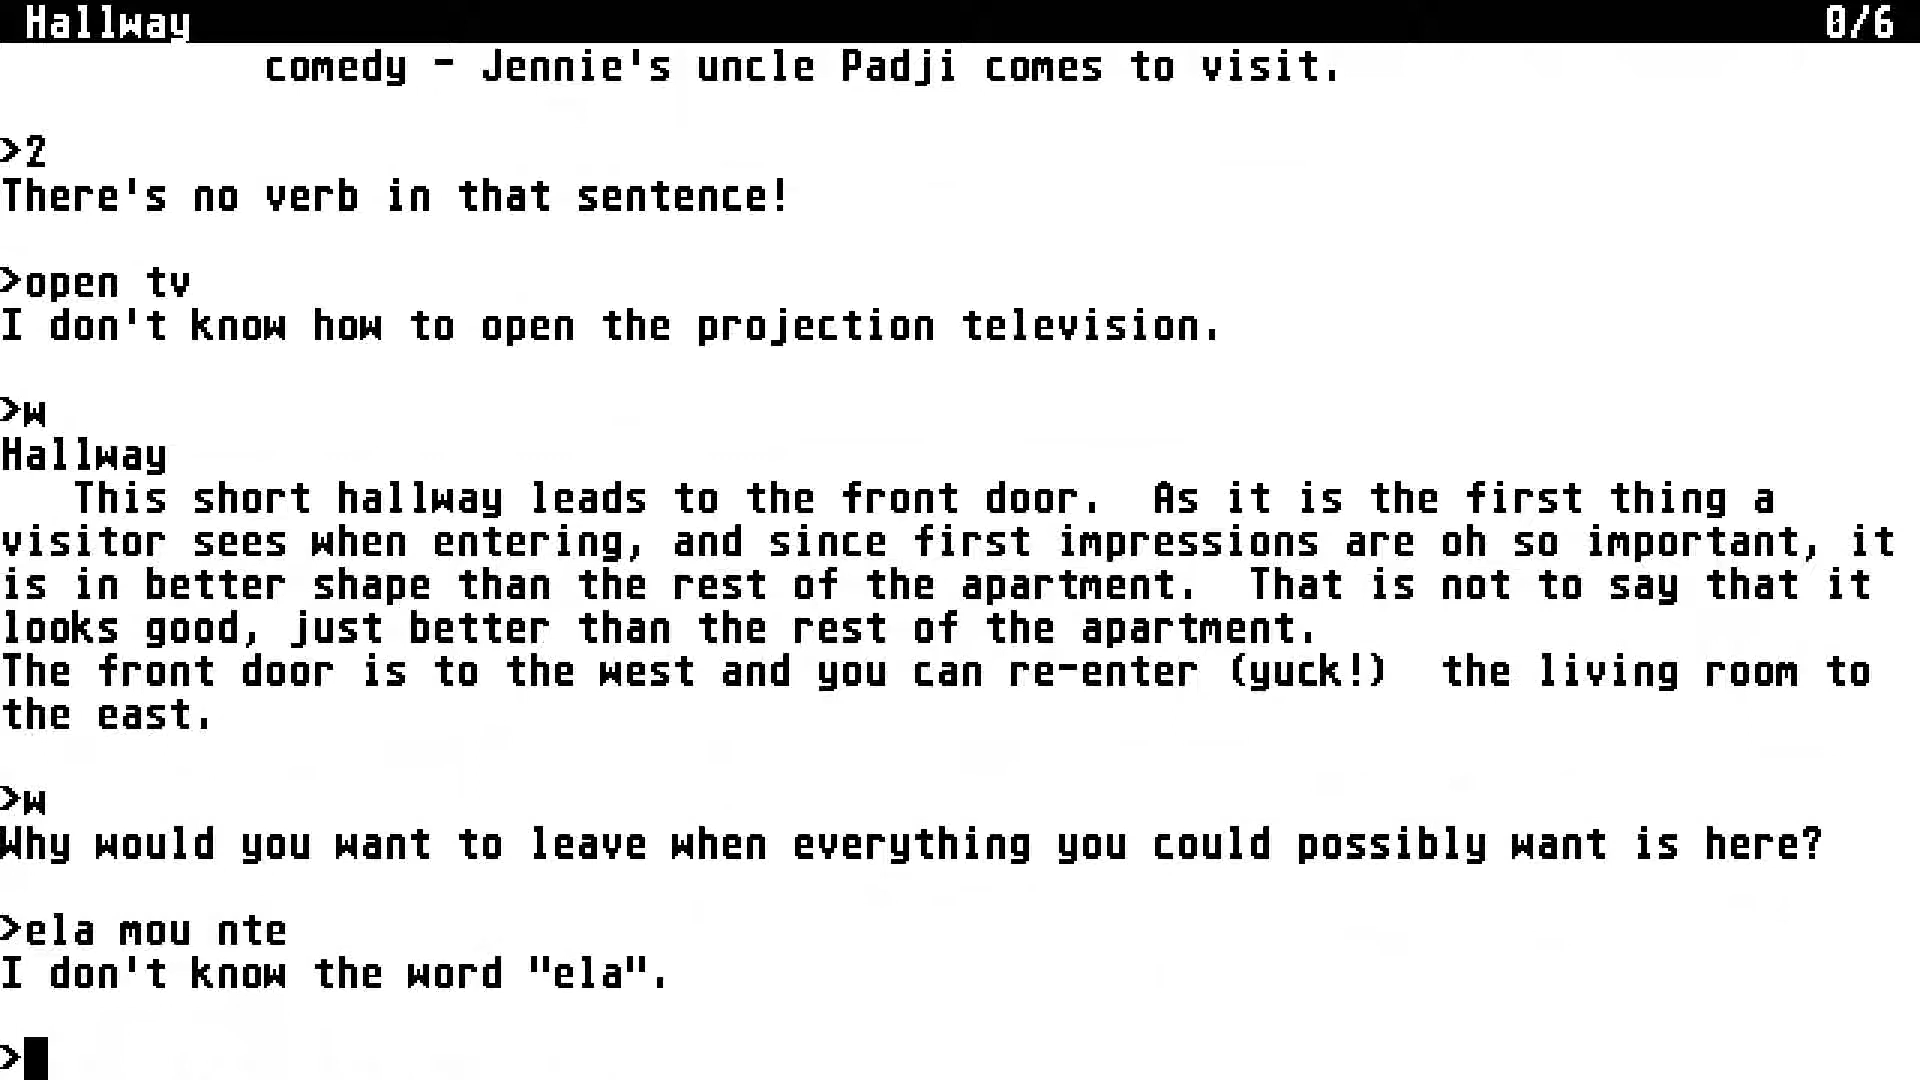 Hallway 0/6
comedy - Jennie's uncle Padji comes to visit.
>2
There's no verb in that sentence!
>open tv
I don't know how to open the projection television.
>w
Hallway
This short hallway leads to the front door.  As it is the first thing a
visitor sees when entering, and since first impressions are oh so important, it
is in better shape than the rest of the apartment.  That is not to say that it
looks good, just better than the rest of the apartment.
The front door is to the west and you can re-enter (yuck!)  the living room to
the east.
>w
Why would you want to leave when everything you could possibly want is here?
>ela mou nte
I don't know the word "ela".
>